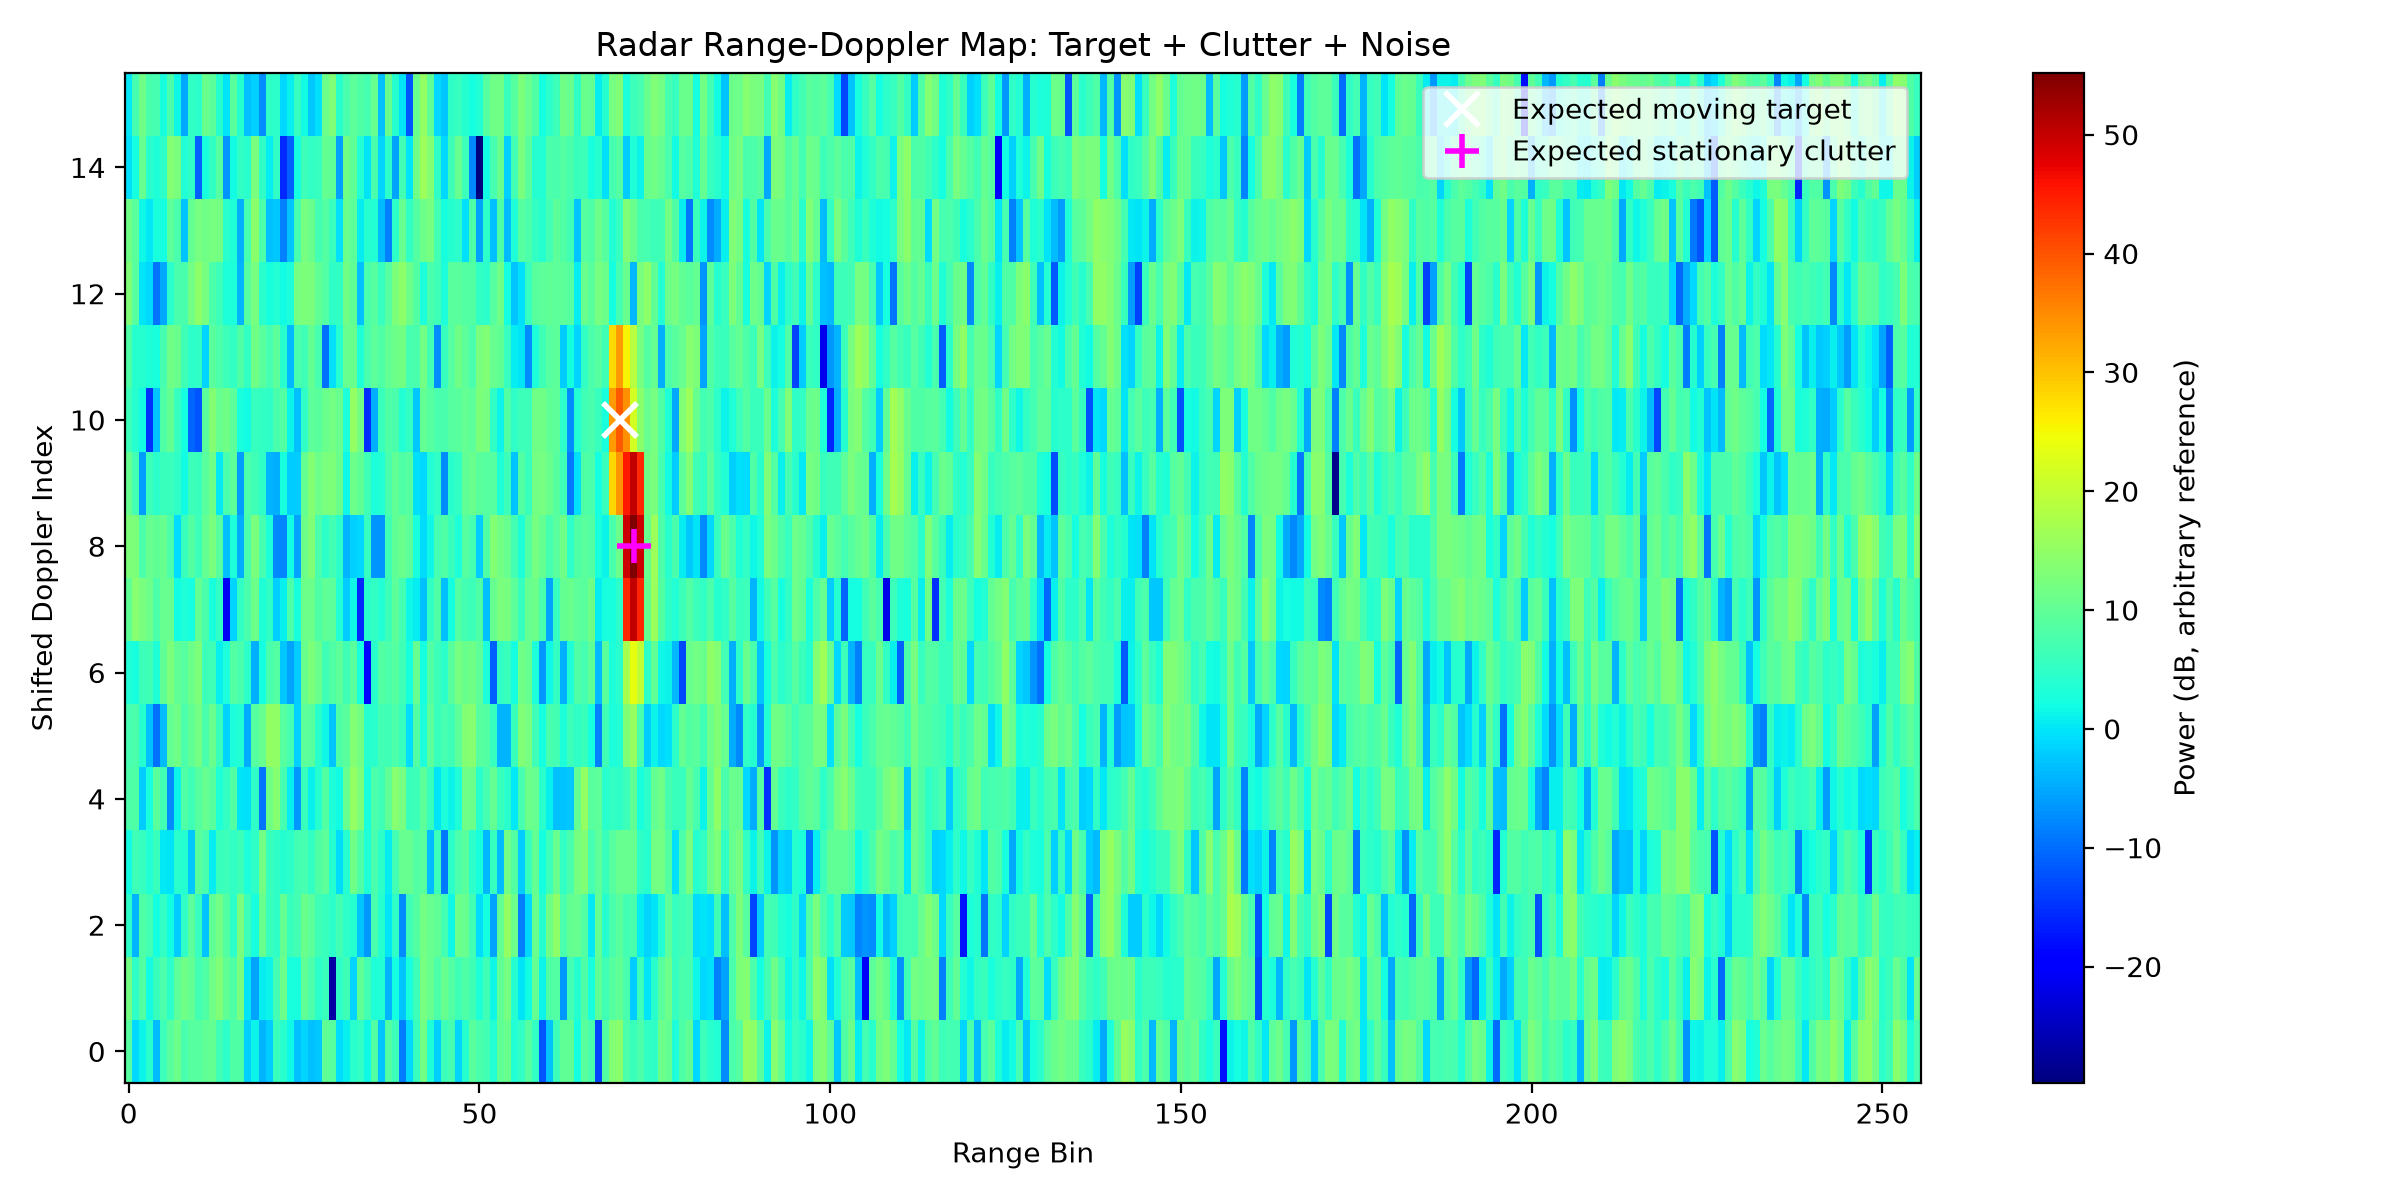 Radar Range-Doppler Map: Target + Clutter + Noise
Expected moving target
Expected stationary clutter
Shifted Doppler Index
14
12
10
8
6
4
2
0
0 50 100 150 200 250
Range Bin
50
40
30
20
10
0
−10
−20
Power (dB, arbitrary reference)